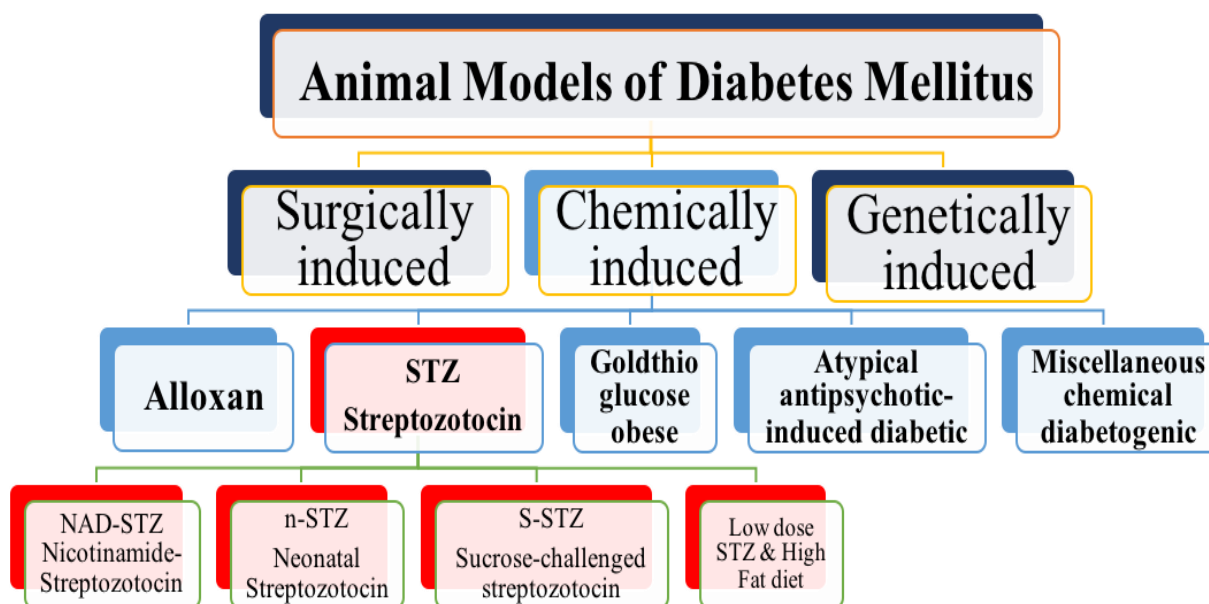 Animal Models of Diabetes Mellitus
Surgically
induced
Chemically
induced
Genetically
induced
Alloxan
STZ
Streptozotocin
Goldthio
glucose
obese
Atypical
antipsychotic-
induced diabetic
Miscellaneous
chemical
diabetogenic
NAD-STZ
Nicotinamide-
Streptozotocin
n-STZ
Neonatal
Streptozotocin
S-STZ
Sucrose-challenged
streptozotocin
Low dose
STZ & High
Fat diet